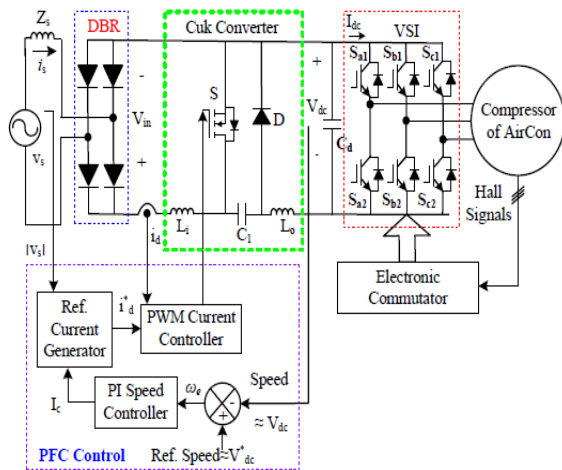 Zs
is
vs
DBR
-
Vin
+
Cuk Converter
S
D
Li
C1
Lo
id
Idc
+
Vdc
-
Cd
VSI
Sa1 Sb1 Sc1
Sa2 Sb2 Sc2
Compressor
of AirCon
Hall
Signals
Electronic
Commutator
|vs|
Ref.
Current
Generator
i*d
PWM Current
Controller
Ic
PI Speed
Controller
ωe
-
+
Speed
≈ Vdc
Ref. Speed≈V*dc
PFC Control